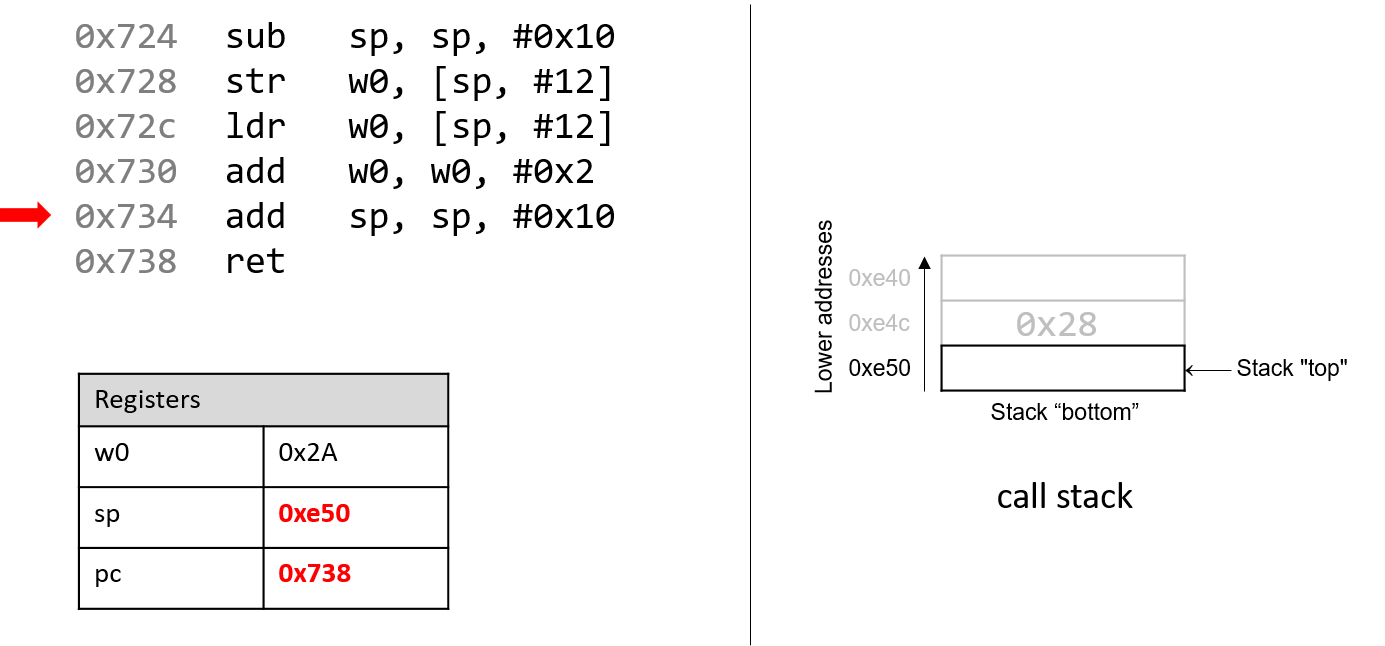 0x724 sub sp, sp, #0x10
0x728 str w0, [sp, #12]
0x72c ldr w0, [sp, #12]
0x730 add w0, w0, #0x2
0x734 add sp, sp, #0x10
0x738 ret
Registers
w0 0x2A
sp 0xe50
pc 0x738
Lower addresses
0xe40
0xe4c 0x28
0xe50
Stack "top"
Stack “bottom”
call stack